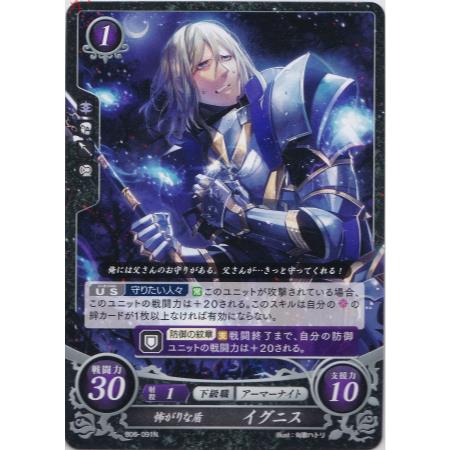 1
俺には父さんのお守りがある。父さんが…きっと守ってくれる!
US 守りたい人々 常 このユニットが攻撃されている場合、
このユニットの戦闘力は+20される。このスキルは自分の
絆カードが1枚以上なければ有効にならない。
防御の紋章 支 戦闘終了まで、自分の防御
ユニットの戦闘力は+20される。
戦闘力 30
射程 1 下級職 アーマーナイト
支援力 10
怖がりな盾 イグニス
B06-091N